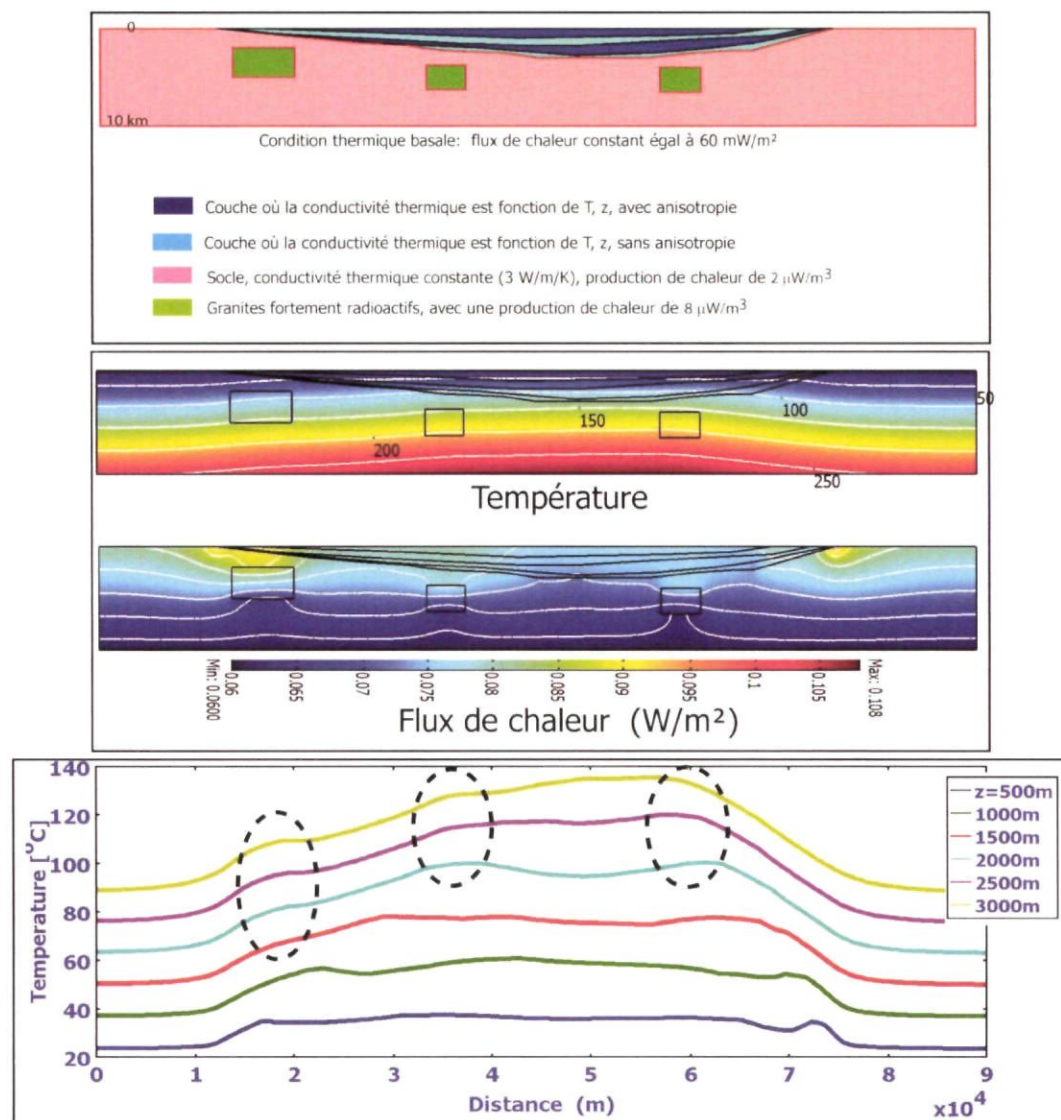 0
10 km
Condition thermique basale: flux de chaleur constant égal à 60 mW/m²
Couche où la conductivité thermique est fonction de T, z, avec anisotropie
Couche où la conductivité thermique est fonction de T, z, sans anisotropie
Socle, conductivité thermique constante (3 W/m/K), production de chaleur de 2 μW/m³
Granites fortement radioactifs, avec une production de chaleur de 8 μW/m³
50
100
150
200
250
Température
Min: 0.0600
0.06
0.065
0.07
0.075
0.08
0.085
0.09
0.095
0.1
0.105
Max: 0.108
Flux de chaleur (W/m²)
Temperature [°C]
140
120
100
80
60
40
20
z=500m
1000m
1500m
2000m
2500m
3000m
0 1 2 3 4 5 6 7 8 9
Distance (m)
x10⁴